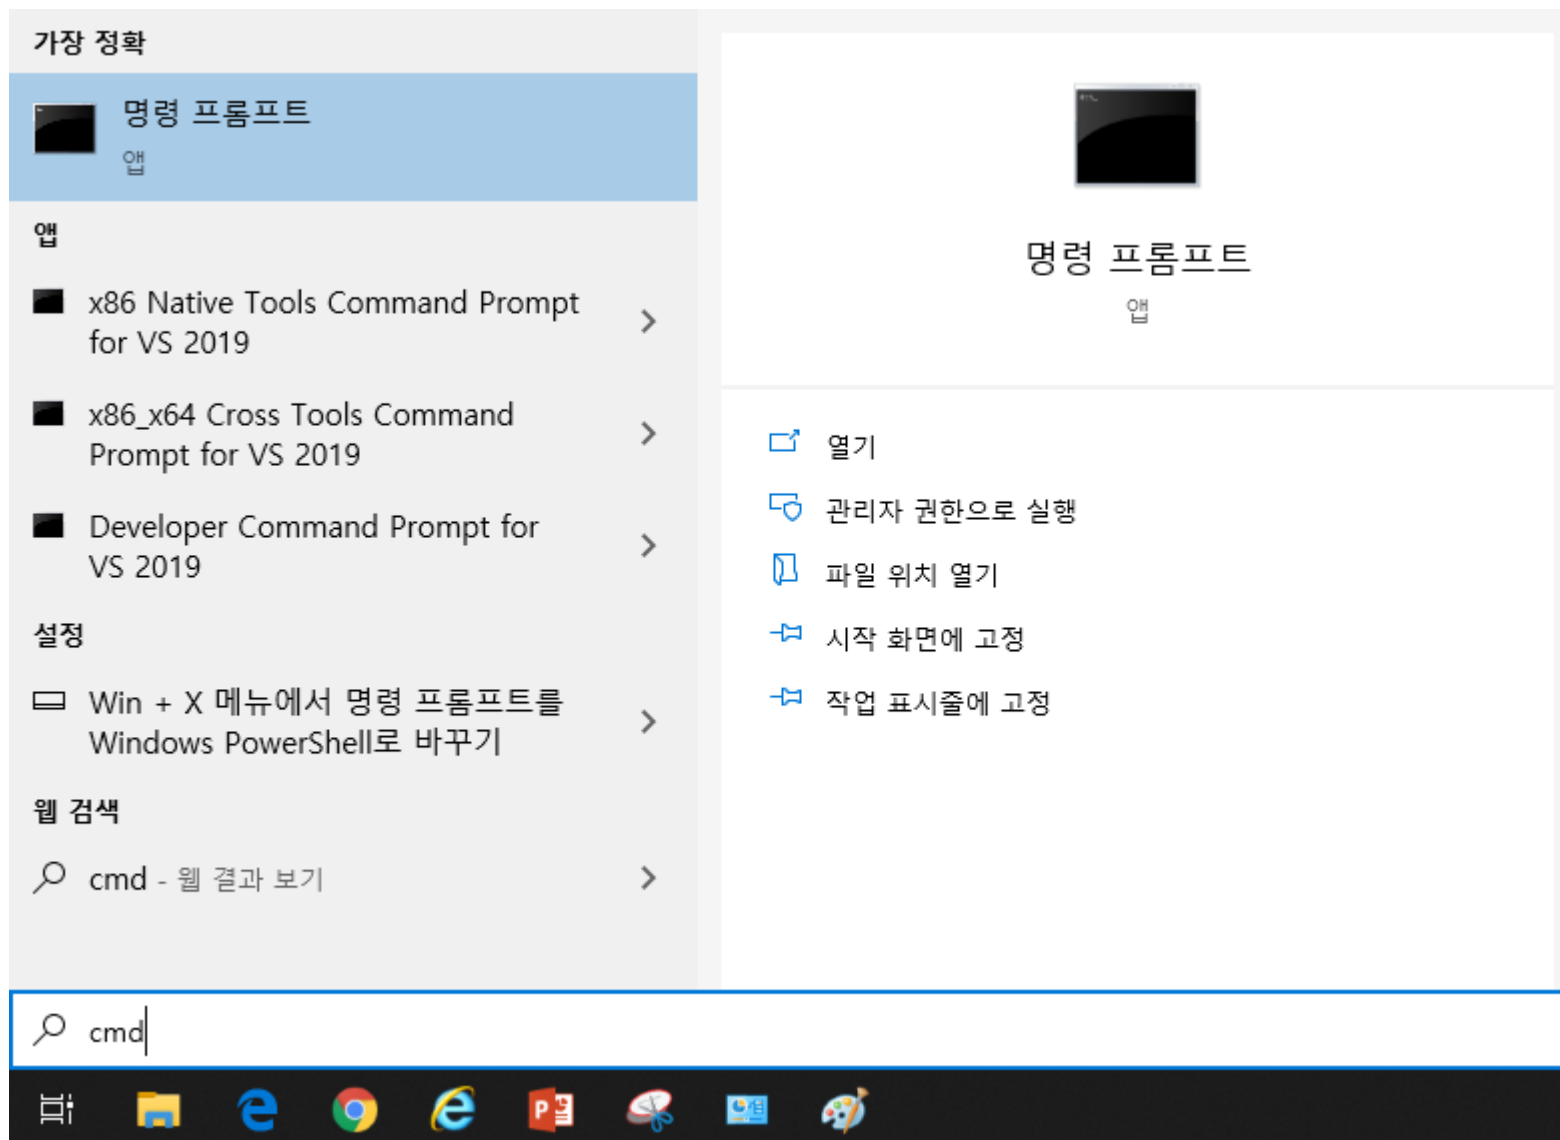 가장 정확
명령 프롬프트
앱
앱
x86 Native Tools Command Prompt
for VS 2019
x86_x64 Cross Tools Command
Prompt for VS 2019
Developer Command Prompt for
VS 2019
설정
Win + X 메뉴에서 명령 프롬프트를
Windows PowerShell로 바꾸기
웹 검색
cmd - 웹 결과 보기
명령 프롬프트
앱
열기
관리자 권한으로 실행
파일 위치 열기
시작 화면에 고정
작업 표시줄에 고정
cmd